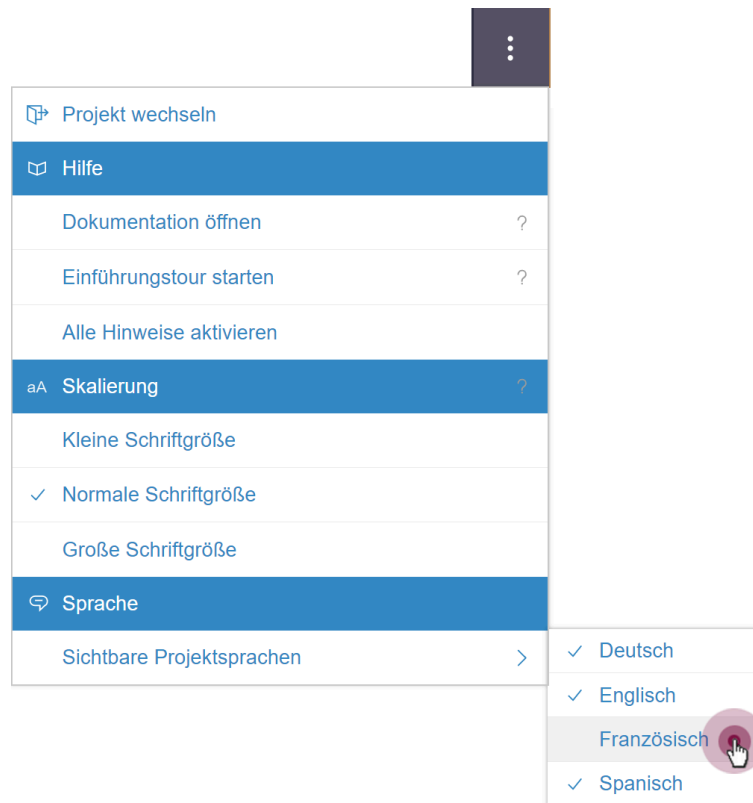 Projekt wechseln
Hilfe
Dokumentation öffnen ?
Einführungstour starten ?
Alle Hinweise aktivieren
aA Skalierung ?
Kleine Schriftgröße
Normale Schriftgröße
Große Schriftgröße
Sprache
Sichtbare Projektsprachen
Deutsch
Englisch
Französisch
Spanisch